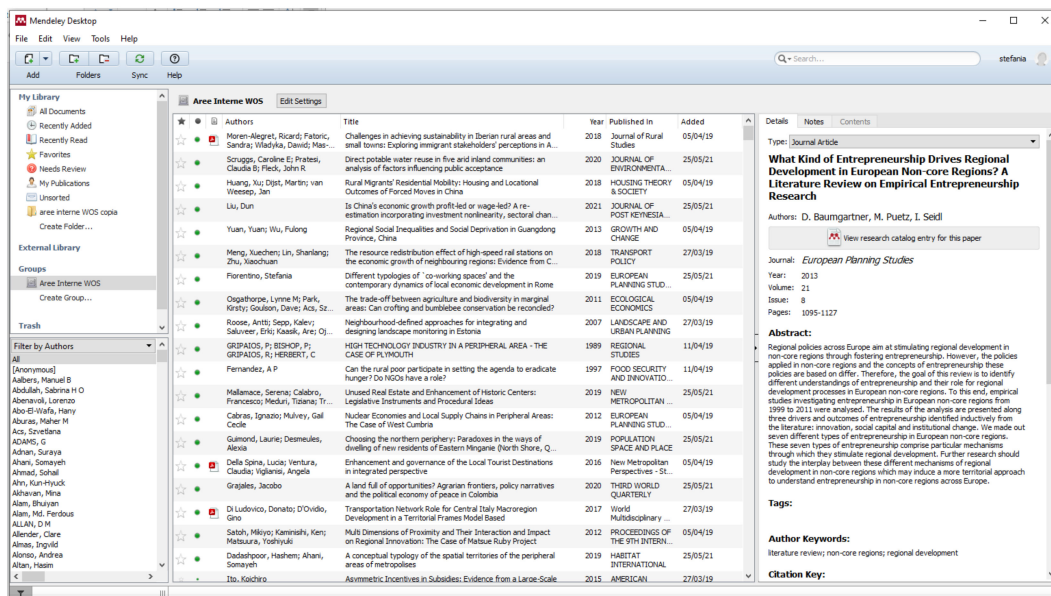 Mendeley Desktop
File Edit View Tools Help
Add Folders Sync Help
Search...
stefania
My Library
All Documents
Recently Added
Recently Read
Favorites
Needs Review
My Publications
Unsorted
aree interne WOS copia
Create Folder...
External Library
Groups
Aree Interne WOS
Create Group...
Trash
Filter by Authors
All
[Anonymous]
Aalbers, Manuel B
Abdullah, Sabrina H O
Abenavoli, Lorenzo
Abo-El-Wafa, Hany
Aburas, Maher M
Acs, Szvetlana
ADAMS, G
Adnan, Suraya
Ahani, Somayeh
Ahmad, Sohail
Ahn, Kun-Hyuck
Akhavan, Mina
Alam, Bhuiyan
Alam, Md. Ferdous
ALLAN, D M
Allender, Clare
Almas, Ingvild
Alonso, Andrea
Altan, Hasim
Aree Interne WOS Edit Settings
Authors Title Year Published In Added
Moren-Alegret, Ricard; Fatoric, Challenges in achieving sustainability in Iberian rural areas and 2018 Journal of Rural 05/04/19
Sandra; Wladyka, Dawid; Mas-... small towns: Exploring immigrant stakeholders' perceptions in A... Studies
Scruggs, Caroline E; Pratesi, Direct potable water reuse in five arid inland communities: an 2020 JOURNAL OF 25/05/21
Claudia B; Fleck, John R analysis of factors influencing public acceptance ENVIRONMENTA...
Huang, Xu; Dijst, Martin; van Rural Migrants' Residential Mobility: Housing and Locational 2018 HOUSING THEORY 05/04/19
Weesep, Jan Outcomes of Forced Moves in China & SOCIETY
Liu, Dun Is China's economy profit-led or wage-led? A re- 2021 JOURNAL OF 25/05/21
estimation incorporating investment nonlinearity, sectoral chan... POST KEYNESIA...
Yuan, Yuan; Wu, Fulong Regional Social Inequalities and Social Deprivation in Guangdong 2013 GROWTH AND 05/04/19
Province, China CHANGE
Meng, Xuechen; Lin, Shanlang; The resource redistribution effect of high-speed rail stations on 2018 TRANSPORT 27/03/19
Zhu, Xiaochuan the economic growth of neighbouring regions: Evidence from C... POLICY
Fiorentino, Stefania Different typologies of `co-working spaces' and the 2019 EUROPEAN 25/05/21
contemporary dynamics of local economic development in Rome PLANNING STUD...
Osgathorpe, Lynne M; Park, The trade-off between agriculture and biodiversity in marginal 2011 ECOLOGICAL 05/04/19
Kirsty; Goulson, Dave; Acs, Sz... areas: Can crofting and bumblebee conservation be reconciled? ECONOMICS
Roose, Antti; Sepp, Kalev; Neighbourhood-defined approaches for integrating and 2007 LANDSCAPE AND 27/03/19
Saluveer, Erki; Kaasik, Are; Oj... designing landscape monitoring in Estonia URBAN PLANNING
GRIPAIOS, P; BISHOP, P; HIGH TECHNOLOGY INDUSTRY IN A PERIPHERAL AREA - THE 1989 REGIONAL 11/04/19
GRIPAIOS, R; HERBERT, C CASE OF PLYMOUTH STUDIES
Fernandez, A P Can the rural poor participate in setting the agenda to eradicate 1997 FOOD SECURITY 11/04/19
hunger? Do NGOs have a role? AND INNOVATIO...
Mallamace, Serena; Calabro, Unused Real Estate and Enhancement of Historic Centers: 2019 NEW 25/05/21
Francesco; Meduri, Tiziana; Tr... Legislative Instruments and Procedural Ideas METROPOLITAN ...
Cabras, Ignazio; Mulvey, Gail Nuclear Economies and Local Supply Chains in Peripheral Areas: 2012 EUROPEAN 05/04/19
Cecile The Case of West Cumbria PLANNING STUD...
Guimond, Laurie; Desmeules, Choosing the northern periphery: Paradoxes in the ways of 2019 POPULATION 25/05/21
Alexia dwelling of new residents of Eastern Minganie (North Shore, Q... SPACE AND PLACE
Della Spina, Lucia; Ventura, Enhancement and governance of the Local Tourist Destinations 2016 New Metropolitan 05/04/19
Claudia; Viglianisi, Angela in integrated perspective Perspectives - St...
Grajales, Jacobo A land full of opportunities? Agrarian frontiers, policy narratives 2020 THIRD WORLD 25/05/21
and the political economy of peace in Colombia QUARTERLY
Di Ludovico, Donato; D'Ovidio, Transportation Network Role for Central Italy Macroregion 2017 World 27/03/19
Gino Development in a Territorial Frames Model Based Multidisciplinary ...
Satoh, Mikiyo; Kaminishi, Ken; Multi Dimensions of Proximity and Their Interaction and Impact 2012 PROCEEDINGS OF 05/04/19
Matsuura, Yoshiyuki on Regional Innovation: The Case of Matsue Ruby Project THE 9TH INTERN...
Dadashpoor, Hashem; Ahani, A conceptual typology of the spatial territories of the peripheral 2019 HABITAT 25/05/21
Somayeh areas of metropolises INTERNATIONAL
Ito, Koichiro Asymmetric Incentives in Subsidies: Evidence from a Large-Scale 2015 AMERICAN 27/03/19
Details Notes Contents
Type: Journal Article
What Kind of Entrepreneurship Drives Regional
Development in European Non-core Regions? A
Literature Review on Empirical Entrepreneurship
Research
Authors: D. Baumgartner, M. Puetz, I. Seidl
View research catalog entry for this paper
Journal: European Planning Studies
Year: 2013
Volume: 21
Issue: 8
Pages: 1095-1127
Abstract:
Regional policies across Europe aim at stimulating regional development in
non-core regions through fostering entrepreneurship. However, the policies
applied in non-core regions and the concepts of entrepreneurship these
policies are based on differ. Therefore, the goal of this review is to identify
different understandings of entrepreneurship and their role for regional
development processes in European non-core regions. To this end, empirical
studies investigating entrepreneurship in European non-core regions from
1999 to 2011 were analysed. The results of the analysis are presented along
three drivers and outcomes of entrepreneurship identified inductively from
the literature: innovation, social capital and institutional change. We made out
seven different types of entrepreneurship in European non-core regions.
These seven types of entrepreneurship comprise particular mechanisms
through which they stimulate regional development. Further research should
study the interplay between these different mechanisms of regional
development in non-core regions which may induce a more territorial approach
to understand entrepreneurship in non-core regions across Europe.
Tags:
Author Keywords:
literature review; non-core regions; regional development
Citation Key: